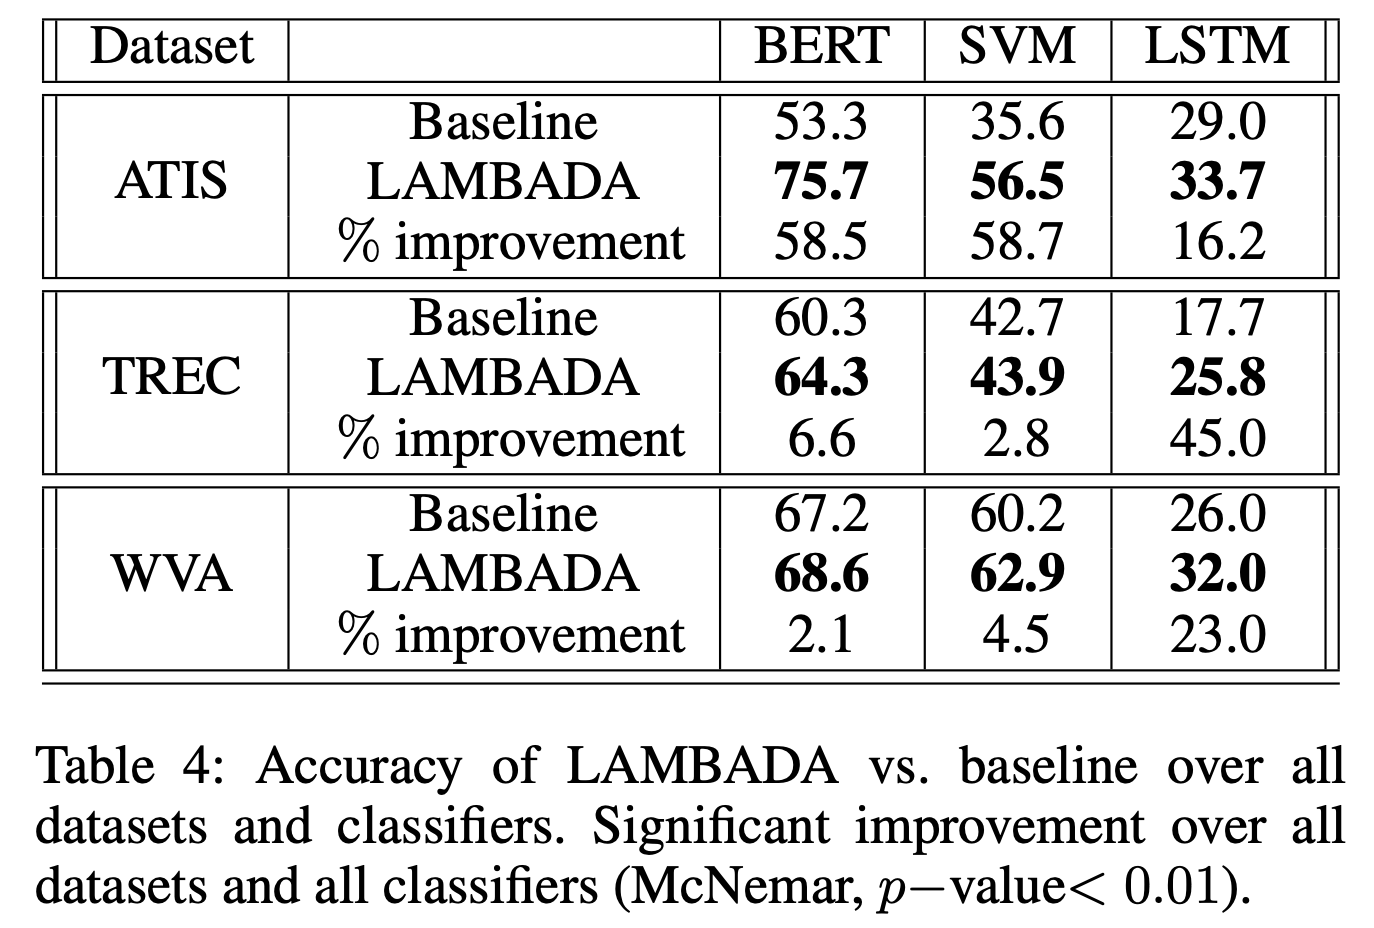 Dataset BERT SVM LSTM
Baseline 53.3 35.6 29.0
ATIS LAMBADA 75.7 56.5 33.7
% improvement 58.5 58.7 16.2
Baseline 60.3 42.7 17.7
TREC LAMBADA 64.3 43.9 25.8
% improvement 6.6 2.8 45.0
Baseline 67.2 60.2 26.0
WVA LAMBADA 68.6 62.9 32.0
% improvement 2.1 4.5 23.0
Table 4: Accuracy of LAMBADA vs. baseline over all
datasets and classifiers. Significant improvement over all
datasets and all classifiers (McNemar, p−value< 0.01).